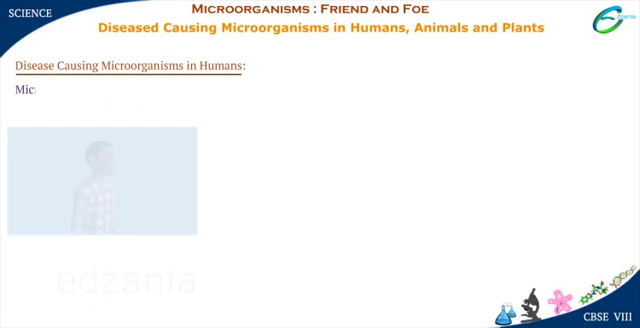 SCIENCE
MICROORGANISMS : FRIEND AND FOE
Diseased Causing Microorganisms in Humans, Animals and Plants
Edzania
Disease Causing Microorganisms in Humans:
Mic
edzania
CBSE VIII